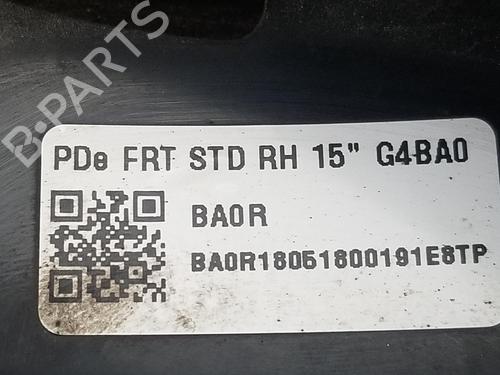 B-PARTS
PDe FRT STD RH 15" G4BA0
BA0R
BA0R18051800191E8TP